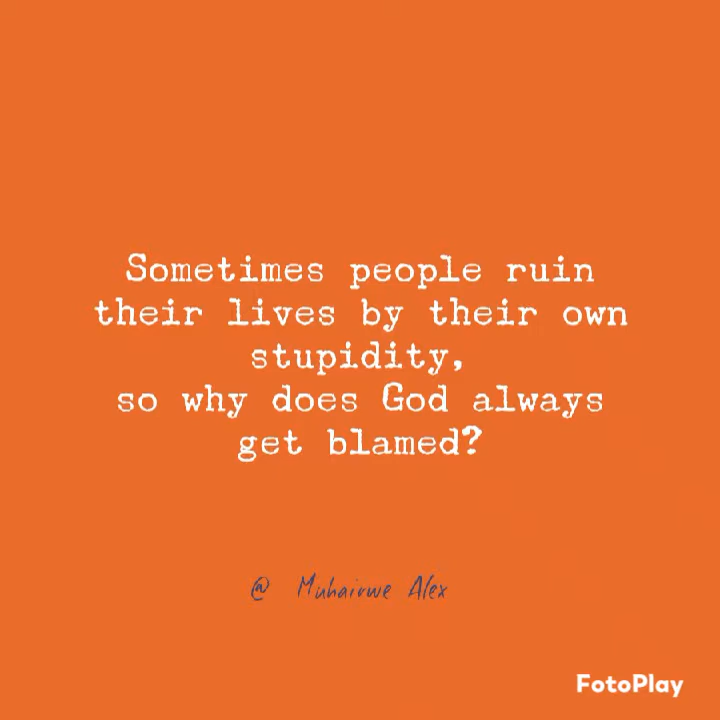 Sometimes people ruin
their lives by their own
stupidity,
so why does God always
get blamed?
@ Muhairwe Alex
FotoPlay